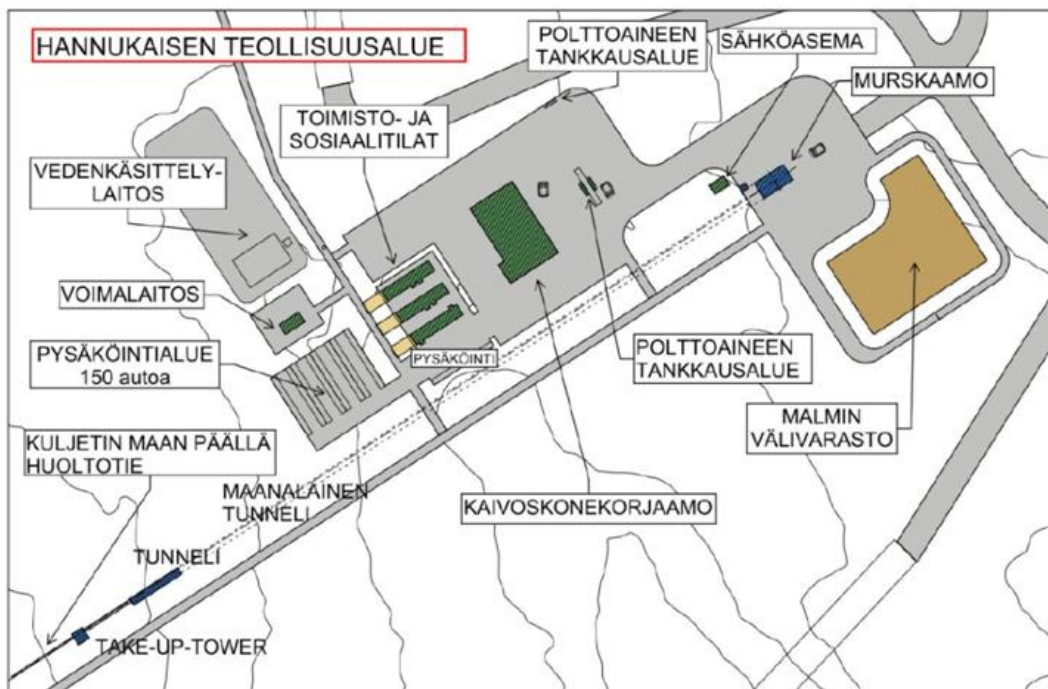 HANNUKAISEN TEOLLISUUSALUE
POLTTOAINEEN
TANKKAUSALUE
SÄHKÖASEMA
MURSKAAMO
TOIMISTO- JA
SOSIAALITILAT
VEDENKÄSITTELY-
LAITOS
VOIMALAITOS
PYSÄKÖINTIALUE
150 autoa
PYSÄKÖINTI
POLTTOAINEEN
TANKKAUSALUE
MALMIN
VÄLIVARASTO
KULJETIN MAAN PÄÄLLÄ
HUOLTOTIE
MAANALAINEN
TUNNELI
KAIVOSKONEKORJAAMO
TUNNELI
TAKE-UP-TOWER